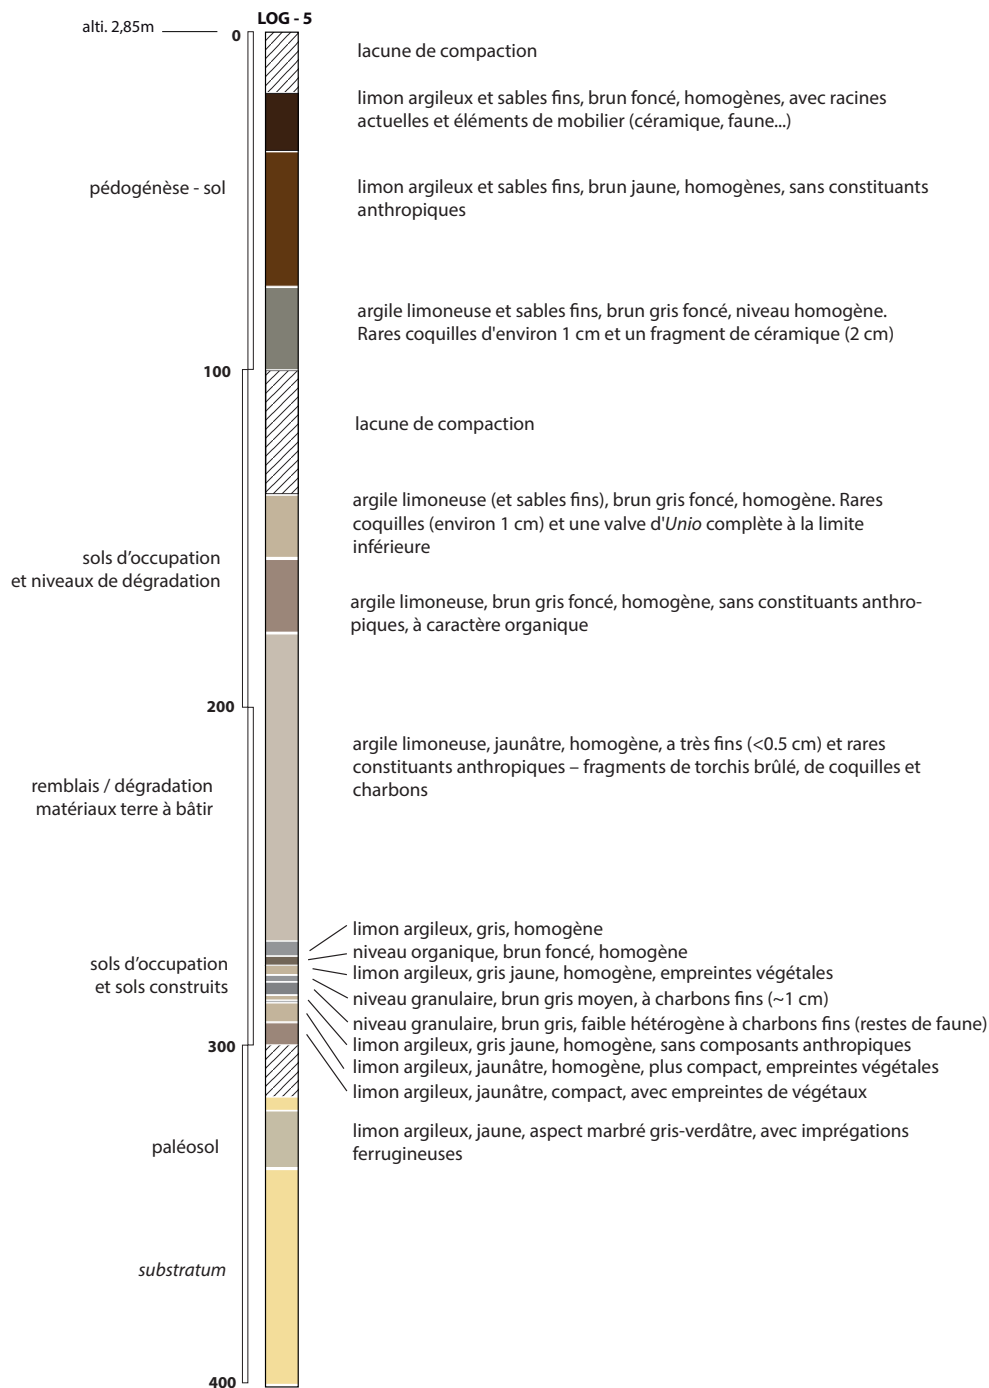 LOG - 5
alti. 2,85m
0
lacune de compaction
limon argileux et sables fins, brun foncé, homogènes, avec racines
actuelles et éléments de mobilier (céramique, faune...)
pédogénèse - sol
limon argileux et sables fins, brun jaune, homogènes, sans constituants
anthropiques
argile limoneuse et sables fins, brun gris foncé, niveau homogène.
Rares coquilles d'environ 1 cm et un fragment de céramique (2 cm)
100
lacune de compaction
argile limoneuse (et sables fins), brun gris foncé, homogène. Rares
coquilles (environ 1 cm) et une valve d'Unio complète à la limite
inférieure
sols d’occupation
et niveaux de dégradation
argile limoneuse, brun gris foncé, homogène, sans constituants anthro-
piques, à caractère organique
200
argile limoneuse, jaunâtre, homogène, a très fins (<0.5 cm) et rares
constituants anthropiques – fragments de torchis brûlé, de coquilles et
charbons
remblais / dégradation
matériaux terre à bâtir
limon argileux, gris, homogène
niveau organique, brun foncé, homogène
sols d’occupation
et sols construits
limon argileux, gris jaune, homogène, empreintes végétales
niveau granulaire, brun gris moyen, à charbons fins (~1 cm)
niveau granulaire, brun gris, faible hétérogène à charbons fins (restes de faune)
300
limon argileux, gris jaune, homogène, sans composants anthropiques
limon argileux, jaunâtre, homogène, plus compact, empreintes végétales
limon argileux, jaunâtre, compact, avec empreintes de végétaux
paléosol
limon argileux, jaune, aspect marbré gris-verdâtre, avec imprégations
ferrugineuses
substratum
400